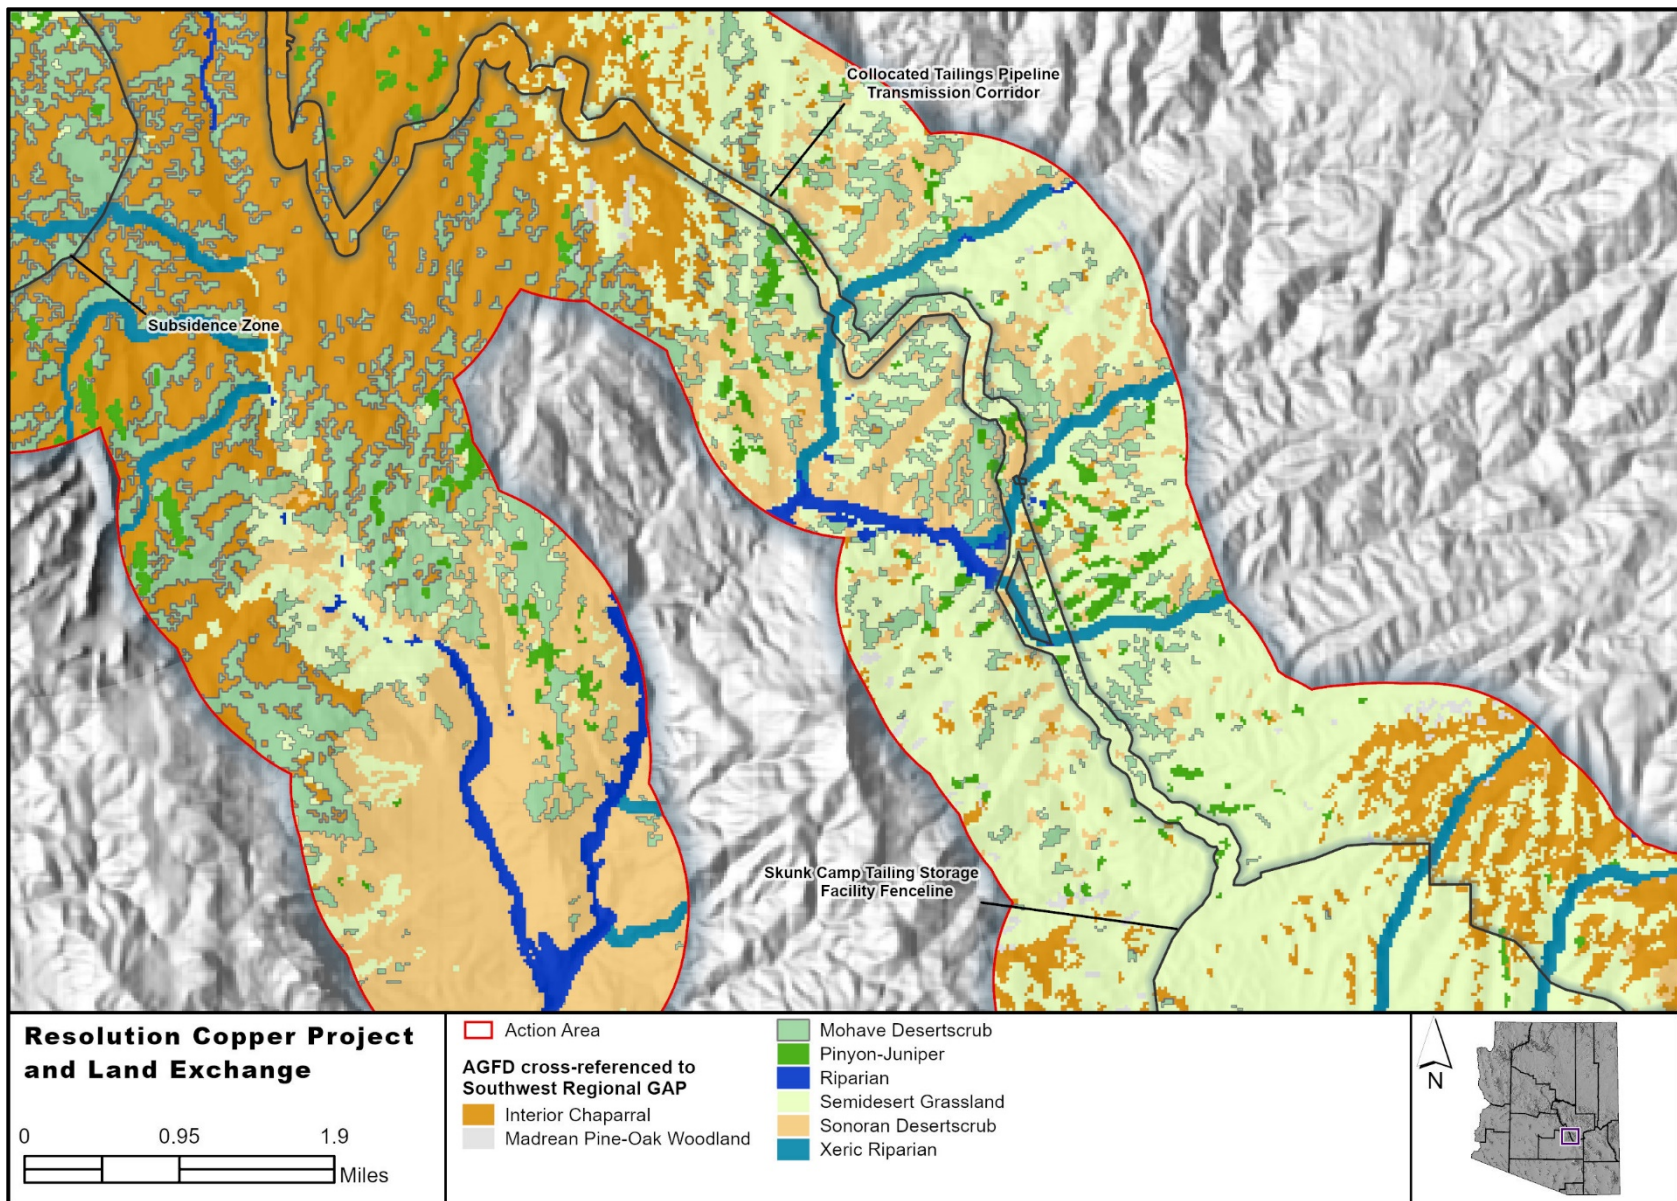 Collocated Tailings Pipeline
Transmission Corridor
Subsidence Zone
Skunk Camp Tailing Storage
Facility Fenceline
Resolution Copper Project
and Land Exchange
0 0.95 1.9
Miles
Action Area
AGFD cross-referenced to
Southwest Regional GAP
Interior Chaparral
Madrean Pine-Oak Woodland
Mohave Desertscrub
Pinyon-Juniper
Riparian
Semidesert Grassland
Sonoran Desertscrub
Xeric Riparian
N